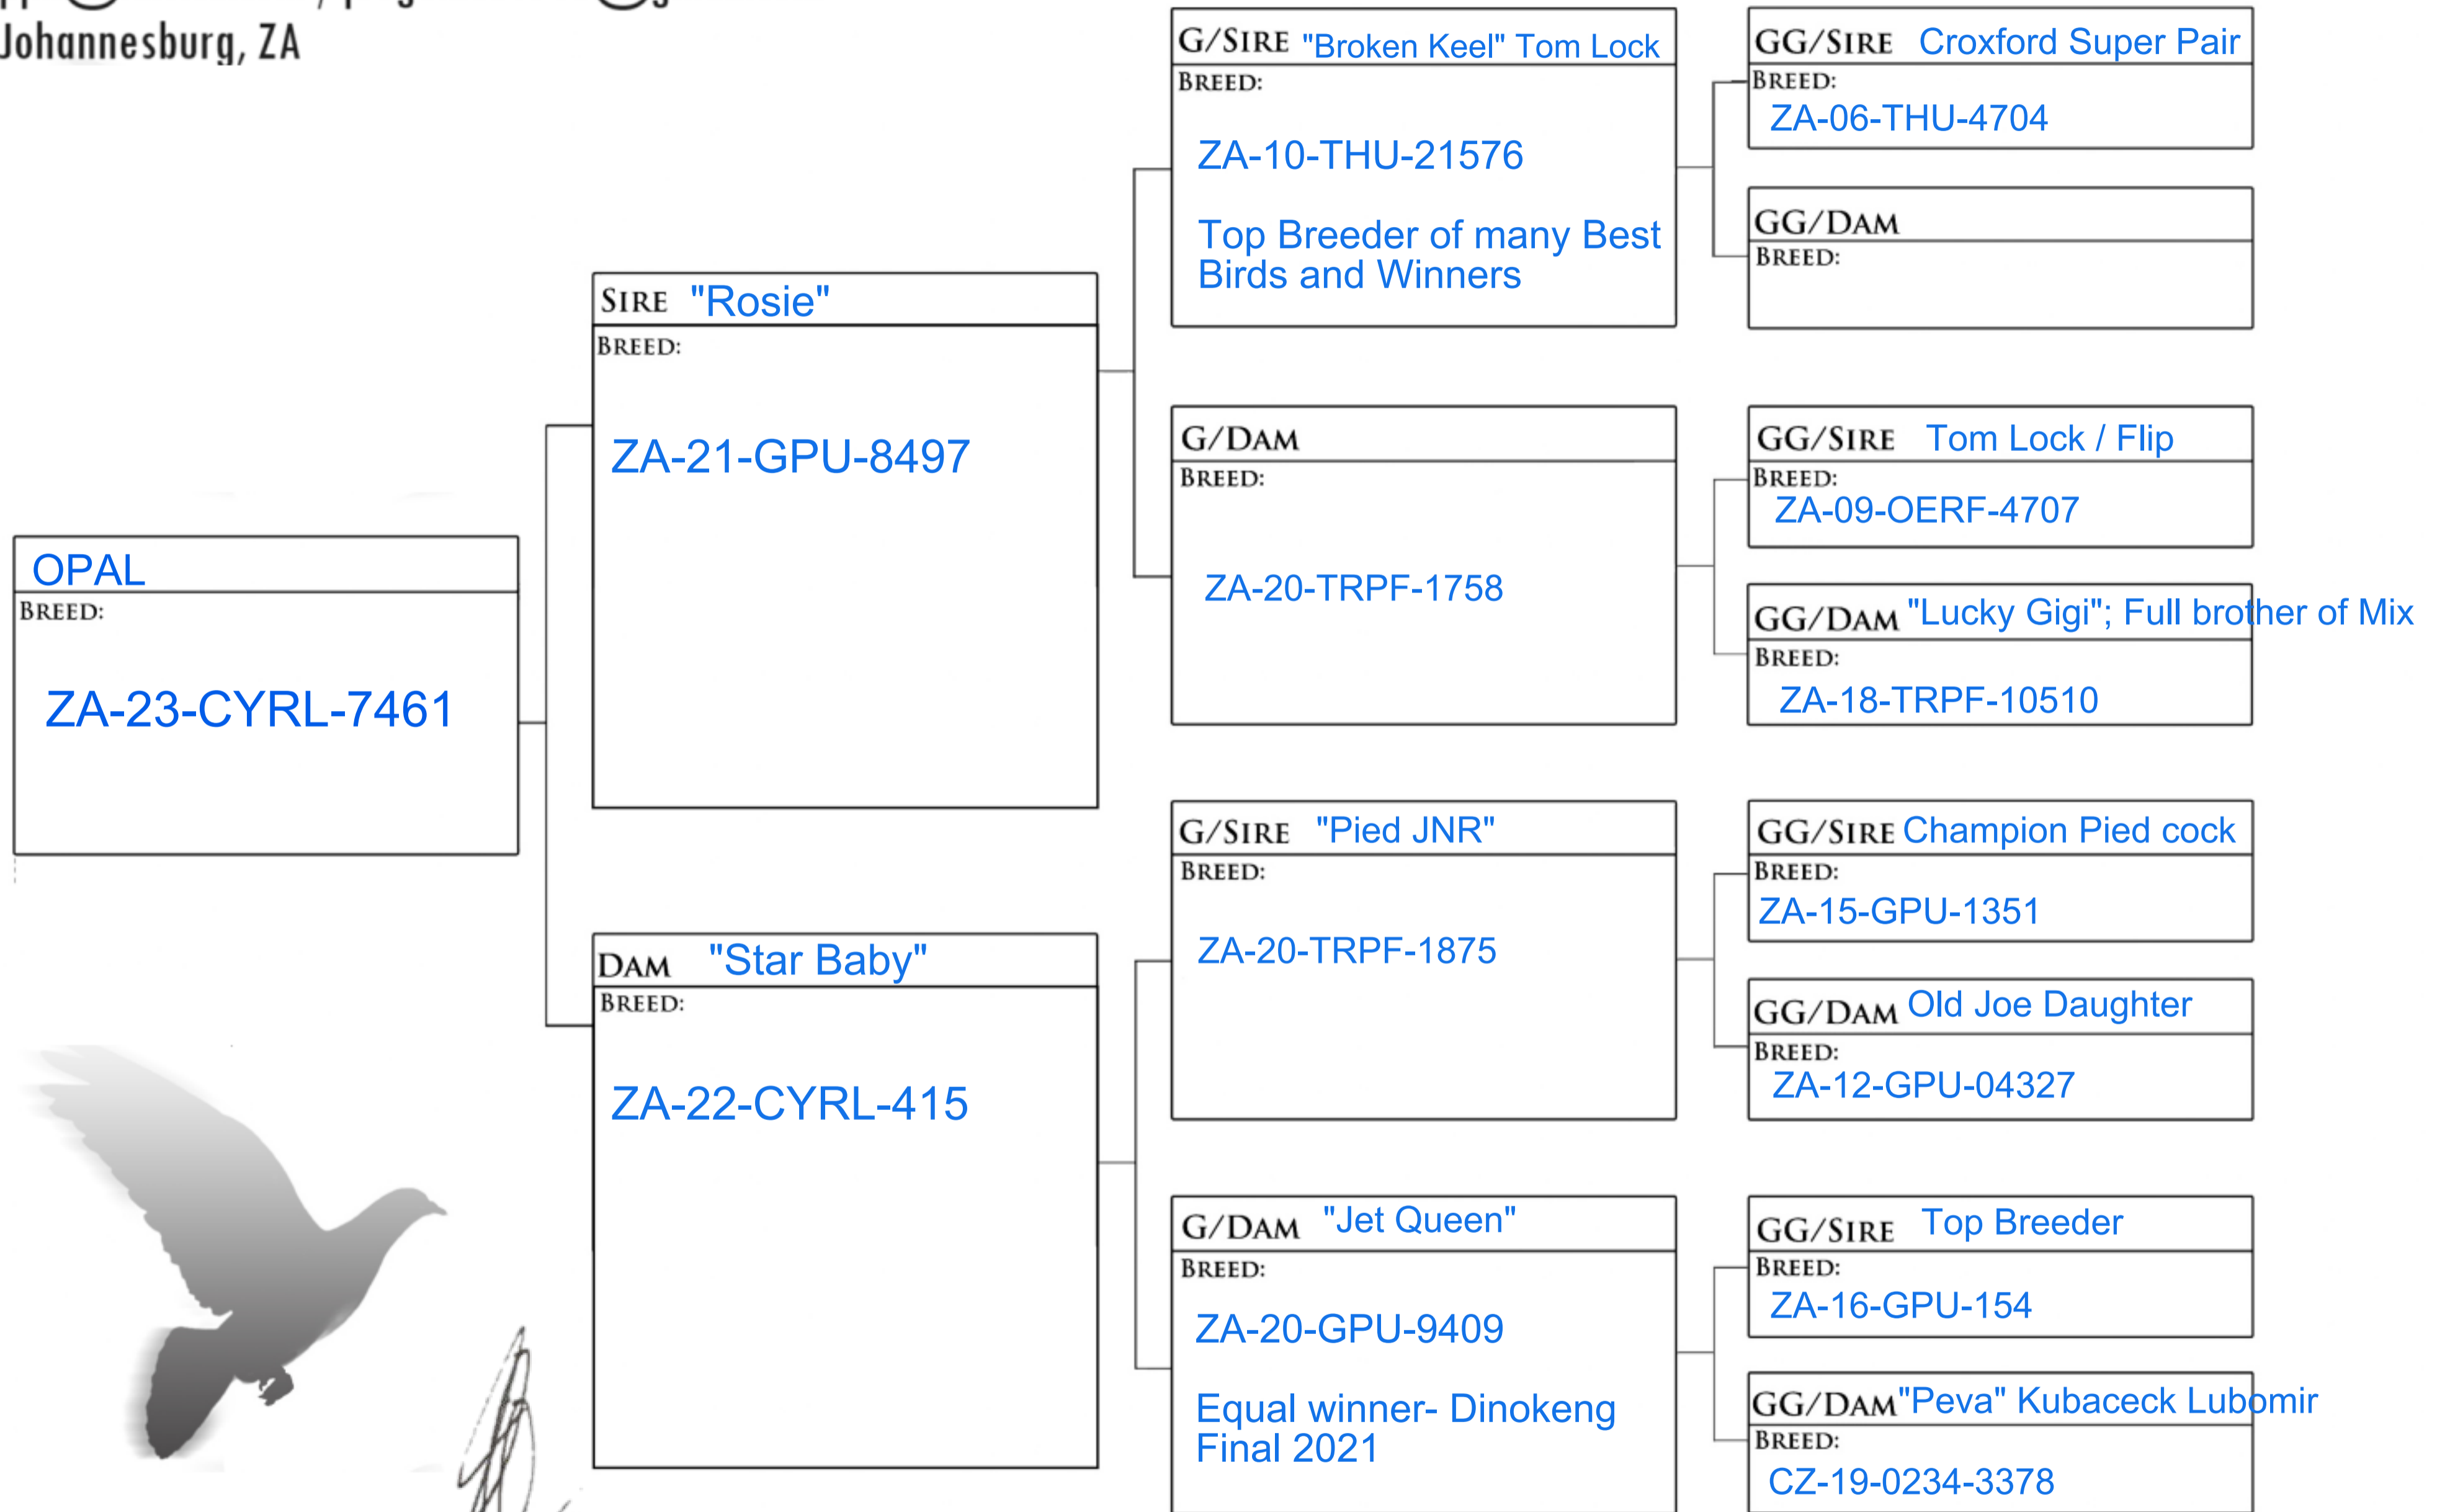 Johannesburg, ZA
OPAL
BREED:
ZA-23-CYRL-7461
SIRE "Rosie"
BREED:
ZA-21-GPU-8497
DAM "Star Baby"
BREED:
ZA-22-CYRL-415
G/SIRE "Broken Keel" Tom Lock
BREED:
ZA-10-THU-21576
Top Breeder of many Best
Birds and Winners
G/DAM
BREED:
ZA-20-TRPF-1758
G/SIRE "Pied JNR"
BREED:
ZA-20-TRPF-1875
G/DAM "Jet Queen"
BREED:
ZA-20-GPU-9409
Equal winner- Dinokeng
Final 2021
GG/SIRE Croxford Super Pair
BREED:
ZA-06-THU-4704
GG/DAM
BREED:
GG/SIRE Tom Lock / Flip
BREED:
ZA-09-OERF-4707
GG/DAM "Lucky Gigi"; Full brother of Mix
BREED:
ZA-18-TRPF-10510
GG/SIRE Champion Pied cock
BREED:
ZA-15-GPU-1351
GG/DAM Old Joe Daughter
BREED:
ZA-12-GPU-04327
GG/SIRE Top Breeder
BREED:
ZA-16-GPU-154
GG/DAM "Peva" Kubaceck Lubomir
BREED:
CZ-19-0234-3378